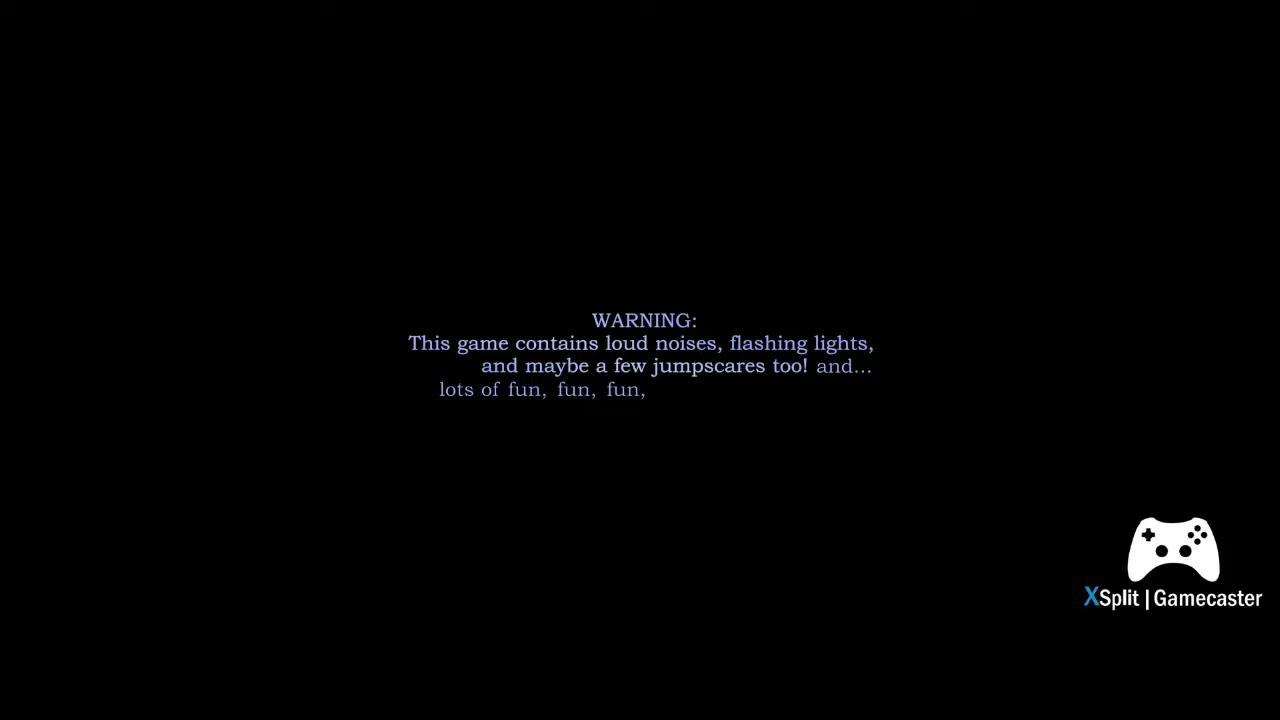 WARNING:
This game contains loud noises, flashing lights,
and maybe a few jumpscares too! and...
lots of fun, fun, fun,
XSplit | Gamecaster